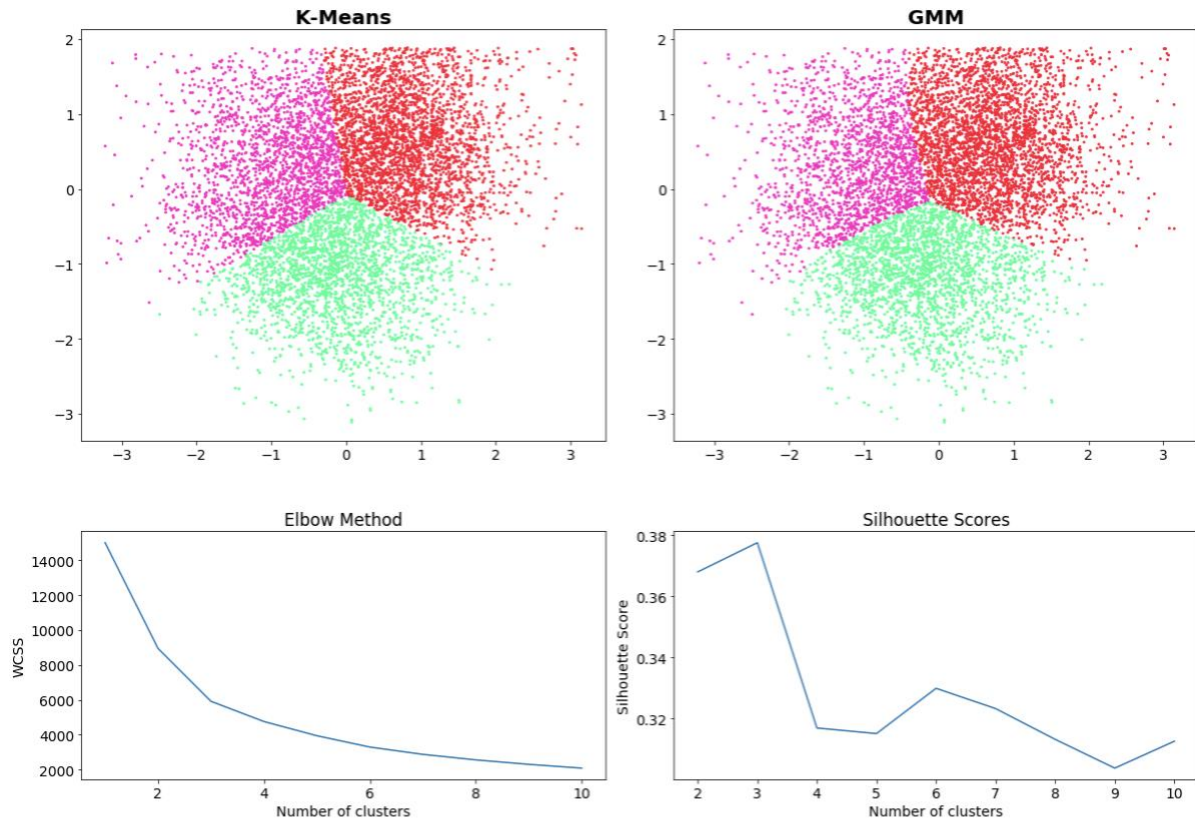 K-Means
2
1
0
−1
−2
−3
−3 −2 −1 0 1 2 3
GMM
2
1
0
−1
−2
−3
−3 −2 −1 0 1 2 3
Elbow Method
14000
12000
10000
8000
6000
4000
2000
WCSS
2 4 6 8 10
Number of clusters
Silhouette Scores
0.38
0.36
0.34
0.32
Silhouette Score
2 3 4 5 6 7 8 9 10
Number of clusters